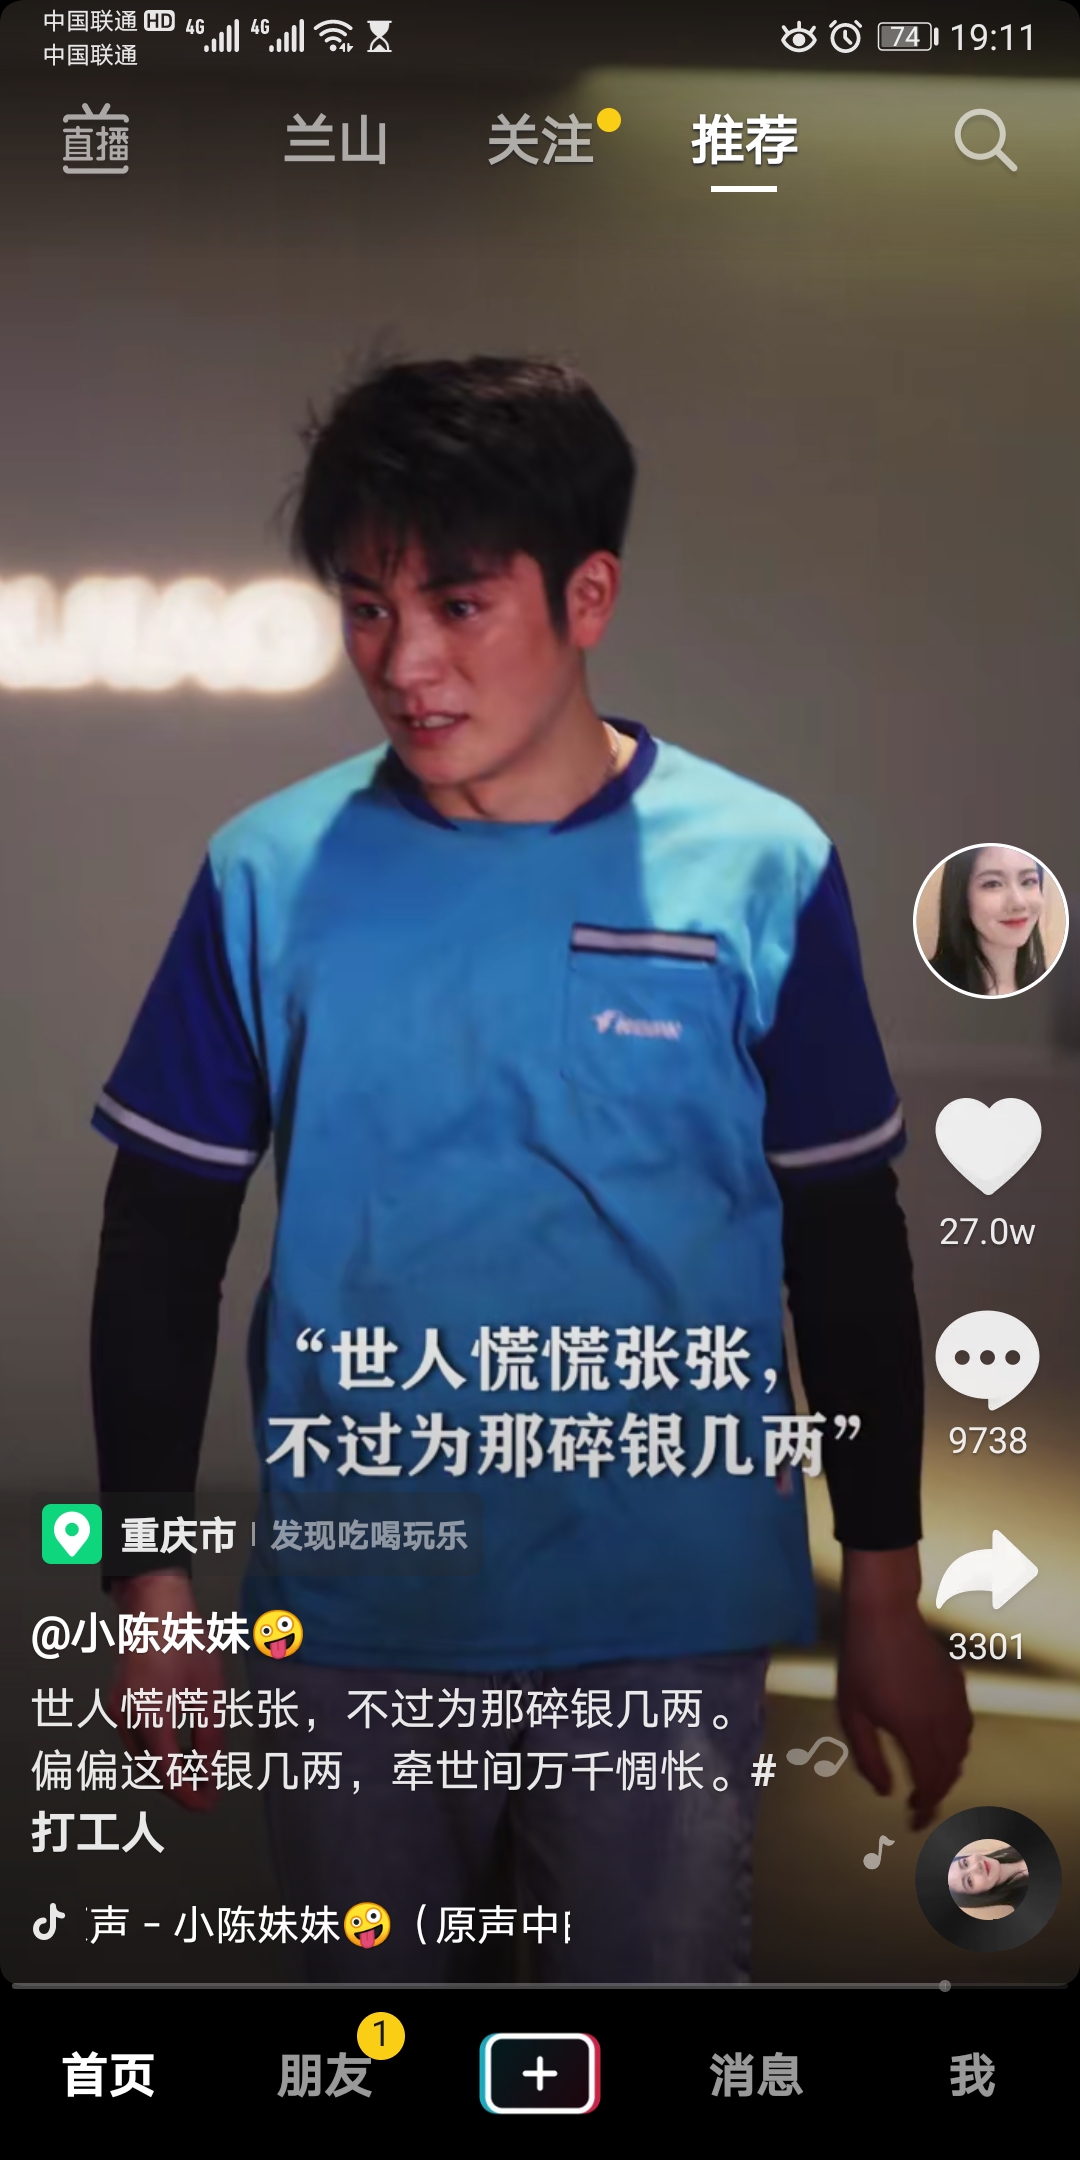 中国联通 HD 4G 4G 74 19:11
中国联通
直播 兰山 关注 推荐
27.0w
“世人慌慌张张，
不过为那碎银几两”
9738
重庆市 | 发现吃喝玩乐
@小陈妹妹🤪
3301
世人慌慌张张，不过为那碎银几两。
偏偏这碎银几两，牵世间万千惆怅。#
打工人
声 - 小陈妹妹🤪（原声中
首页 朋友 1 消息 我